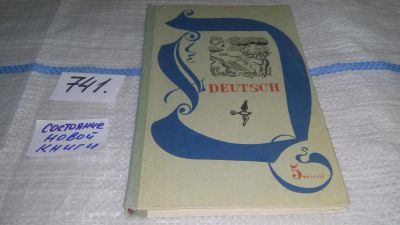 741.
Состояние
новой
книги
DEUTSCH
5